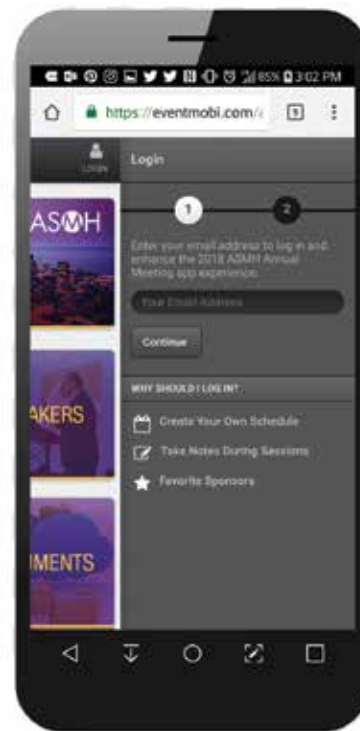 85% 3:02 PM
https://eventmobi.com/
LOGIN
Login
ASMH
1 2
Enter your email address to log in and
enhance the 2018 ASMH Annual
Meeting app experience.
Your Email Address
Continue
AKERS
WHY SHOULD I LOG IN?
Create Your Own Schedule
Take Notes During Sessions
Favorite Sponsors
UMENTS